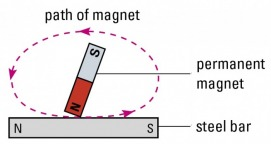 path of magnet
S
N
permanent
magnet
N
S
steel bar